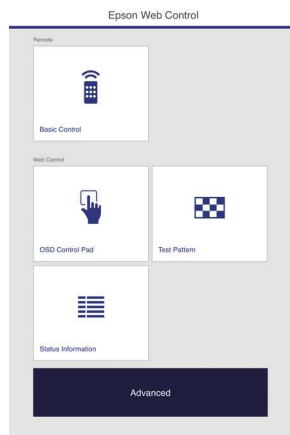 Epson Web Control
Remote
Basic Control
Web Control
OSD Control Pad
Test Pattern
Status Information
Advanced